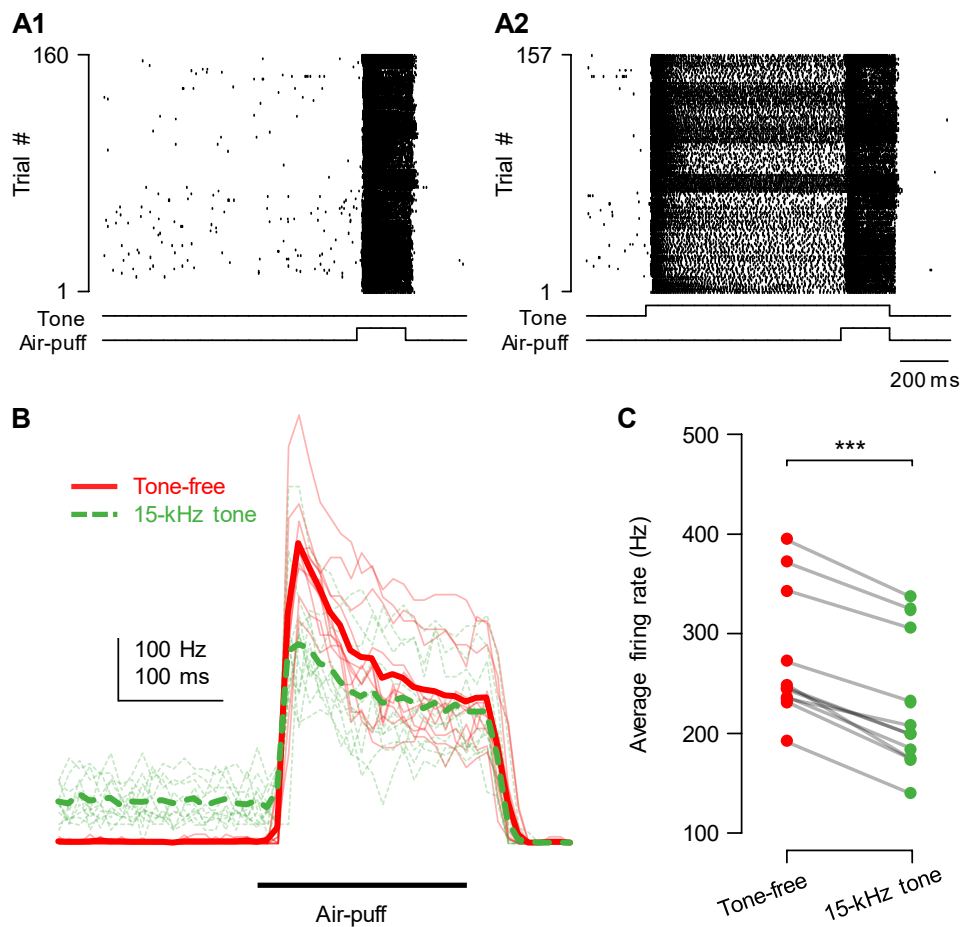 A1
160
Trial #
1
Tone
Air-puff
A2
157
Trial #
1
Tone
Air-puff
200 ms
B
Tone-free
15-kHz tone
100 Hz
100 ms
Air-puff
C
500
***
400
Average firing rate (Hz)
300
200
100
Tone-free
15-kHz tone